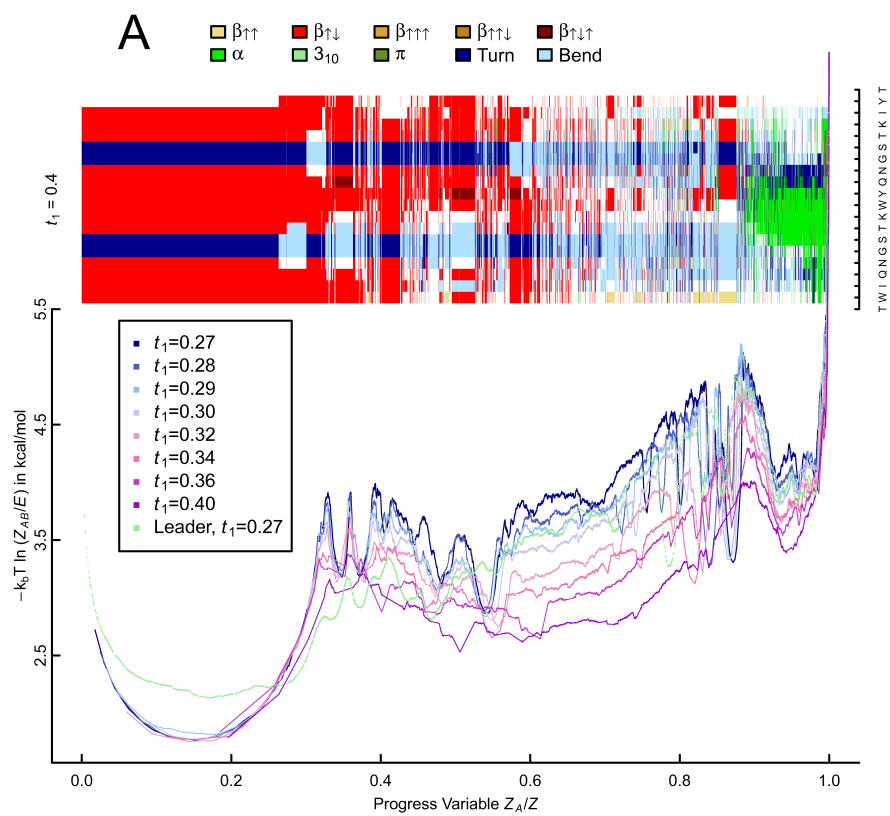 A
β↑↑ β↑↓ β↑↑↑ β↑↑↓ β↑↓↑
α 3₁₀ π Turn Bend
t₁ = 0.4
TWIQNGSTKWYQNGSTKIYT
5.5
4.5
3.5
2.5
−k_bT ln (Z_AB/E) in kcal/mol
t₁=0.27
t₁=0.28
t₁=0.29
t₁=0.30
t₁=0.32
t₁=0.34
t₁=0.36
t₁=0.40
Leader, t₁=0.27
0.0 0.2 0.4 0.6 0.8 1.0
Progress Variable Z_A/Z